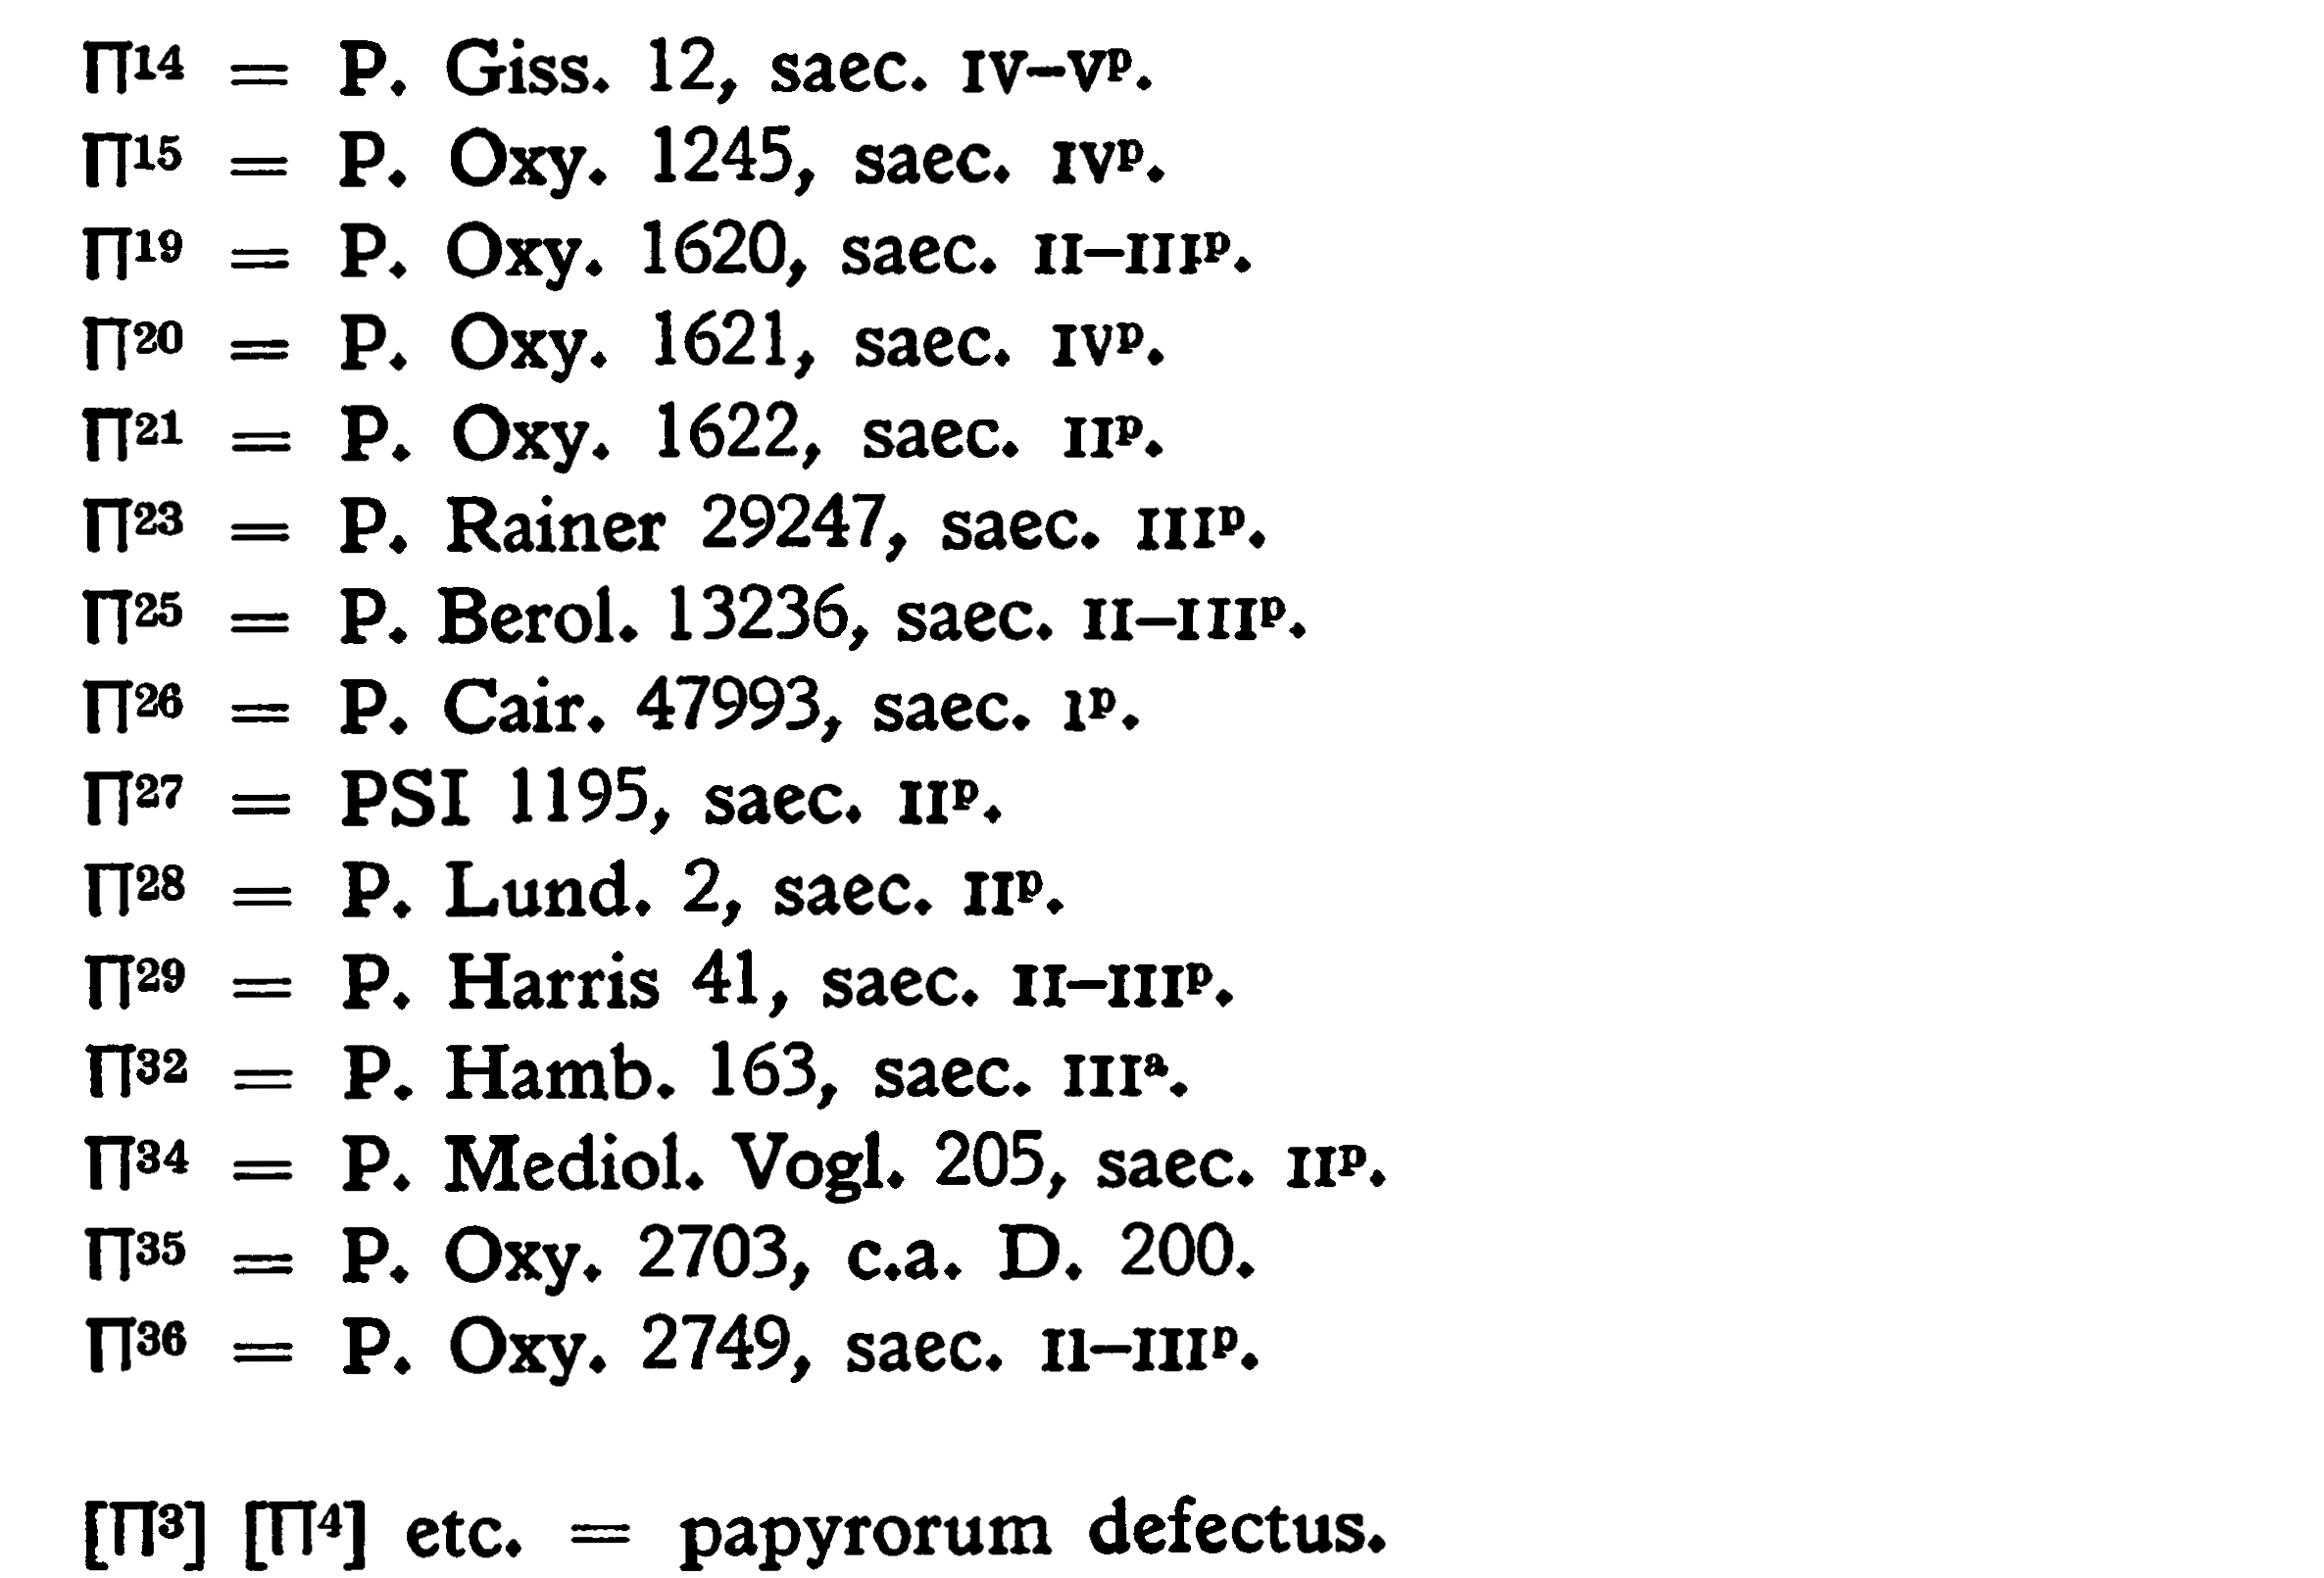 Π¹⁴ = P. Giss. 12, saec. IV–Vᵖ.
Π¹⁵ = P. Oxy. 1245, saec. IVᵖ.
Π¹⁹ = P. Oxy. 1620, saec. II–IIIᵖ.
Π²⁰ = P. Oxy. 1621, saec. IVᵖ.
Π²¹ = P. Oxy. 1622, saec. IIᵖ.
Π²³ = P. Rainer 29247, saec. IIIᵖ.
Π²⁵ = P. Berol. 13236, saec. II–IIIᵖ.
Π²⁶ = P. Cair. 47993, saec. Iᵖ.
Π²⁷ = PSI 1195, saec. IIᵖ.
Π²⁸ = P. Lund. 2, saec. IIᵖ.
Π²⁹ = P. Harris 41, saec. II–IIIᵖ.
Π³² = P. Hamb. 163, saec. IIIᵃ.
Π³⁴ = P. Mediol. Vogl. 205, saec. IIᵖ.
Π³⁵ = P. Oxy. 2703, c.a. D. 200.
Π³⁶ = P. Oxy. 2749, saec. II–IIIᵖ.
[Π³] [Π⁴] etc. = papyrorum defectus.